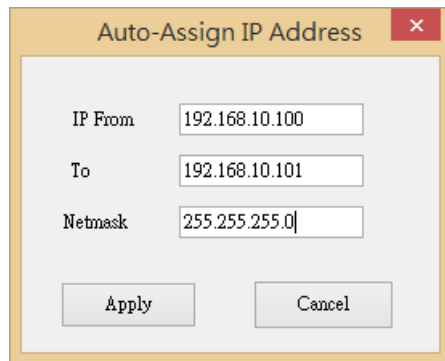 Auto-Assign IP Address
IP From 192.168.10.100
To 192.168.10.101
Netmask 255.255.255.0
Apply Cancel